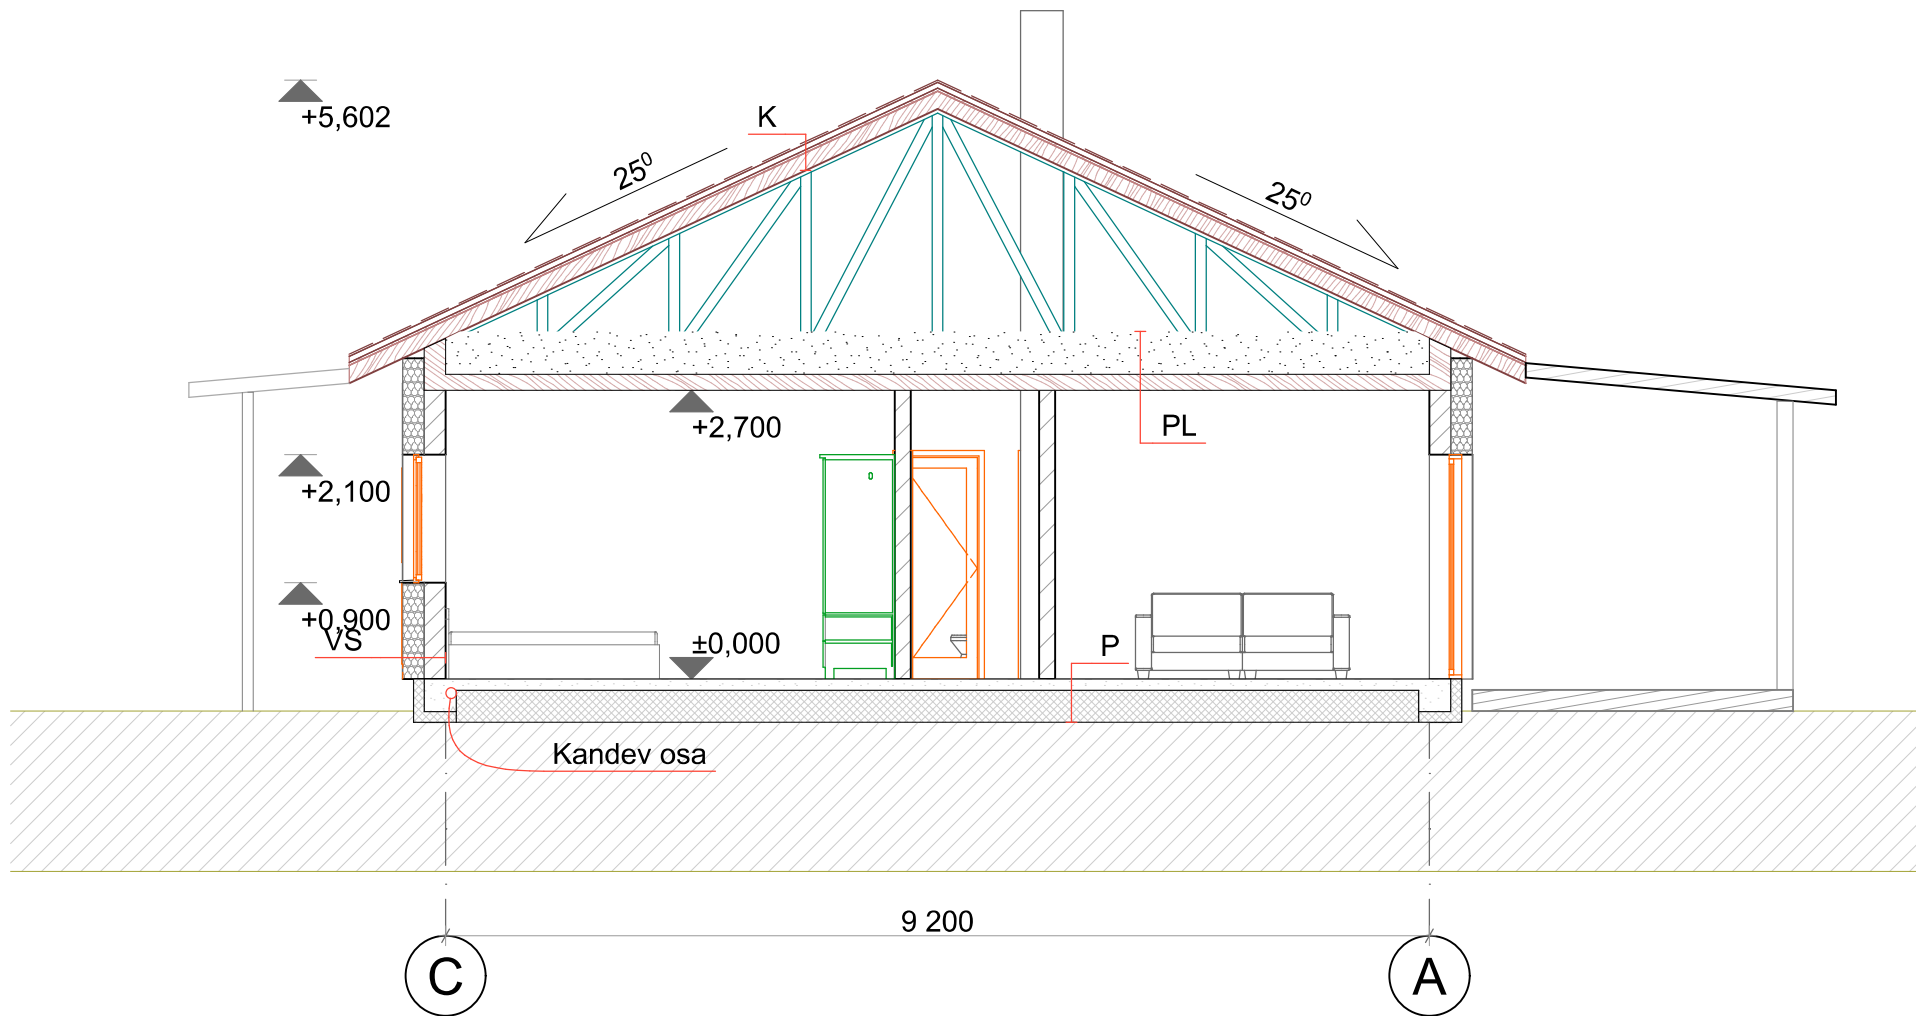 +5,602
K
25⁰
25⁰
+2,700
PL
+2,100
+0,900
VS
±0,000
P
Kandev osa
9 200
C
A